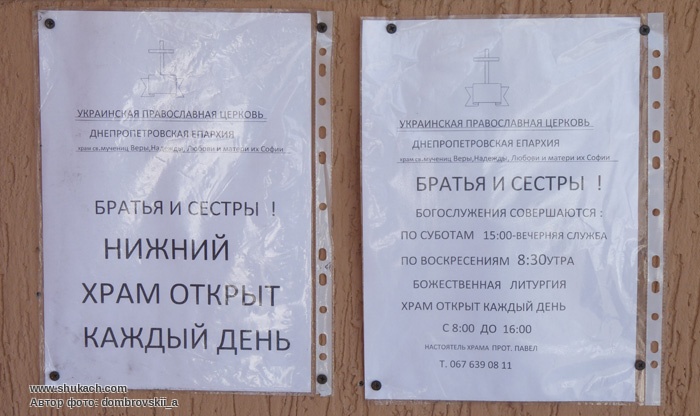 УКРАИНСКАЯ ПРАВОСЛАВНАЯ ЦЕРКОВЬ
ДНЕПРОПЕТРОВСКАЯ ЕПАРХИЯ
храм св.мучениц Веры,Надежды, Любови и матери их Софии
БРАТЬЯ И СЕСТРЫ !
НИЖНИЙ
ХРАМ ОТКРЫТ
КАЖДЫЙ ДЕНЬ
УКРАИНСКАЯ ПРАВОСЛАВНАЯ ЦЕРКОВЬ
ДНЕПРОПЕТРОВСКАЯ ЕПАРХИЯ
храм св.мучениц Веры,Надежды, Любови и матери их Софии
БРАТЬЯ И СЕСТРЫ !
БОГОСЛУЖЕНИЯ СОВЕРШАЮТСЯ :
ПО СУБОТАМ 15:00-ВЕЧЕРНЯЯ СЛУЖБА
ПО ВОСКРЕСЕНИЯМ 8:30УТРА
БОЖЕСТВЕННАЯ ЛИТУРГИЯ
ХРАМ ОТКРЫТ КАЖДЫЙ ДЕНЬ
С 8:00 ДО 16:00
НАСТОЯТЕЛЬ ХРАМА ПРОТ. ПАВЕЛ
Т. 067 639 08 11
www.shukach.com
Автор фото: dombrovskii_a